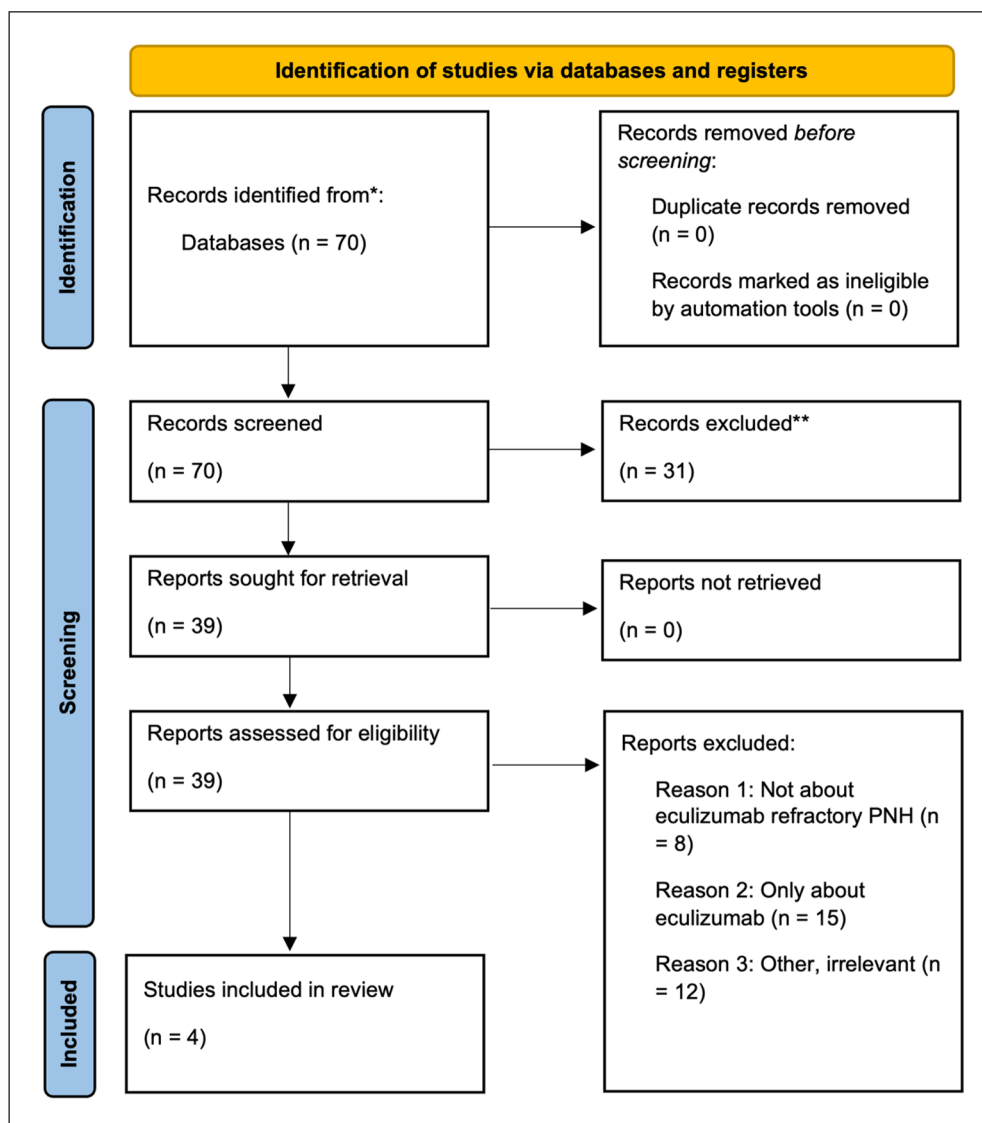 Identification of studies via databases and registers
Identification
Records identified from*:
Databases (n = 70)
Records removed before
screening:
Duplicate records removed
(n = 0)
Records marked as ineligible
by automation tools (n = 0)
Screening
Records screened
(n = 70)
Records excluded**
(n = 31)
Reports sought for retrieval
(n = 39)
Reports not retrieved
(n = 0)
Reports assessed for eligibility
(n = 39)
Reports excluded:
Reason 1: Not about
eculizumab refractory PNH (n
= 8)
Reason 2: Only about
eculizumab (n = 15)
Reason 3: Other, irrelevant (n
= 12)
Included
Studies included in review
(n = 4)